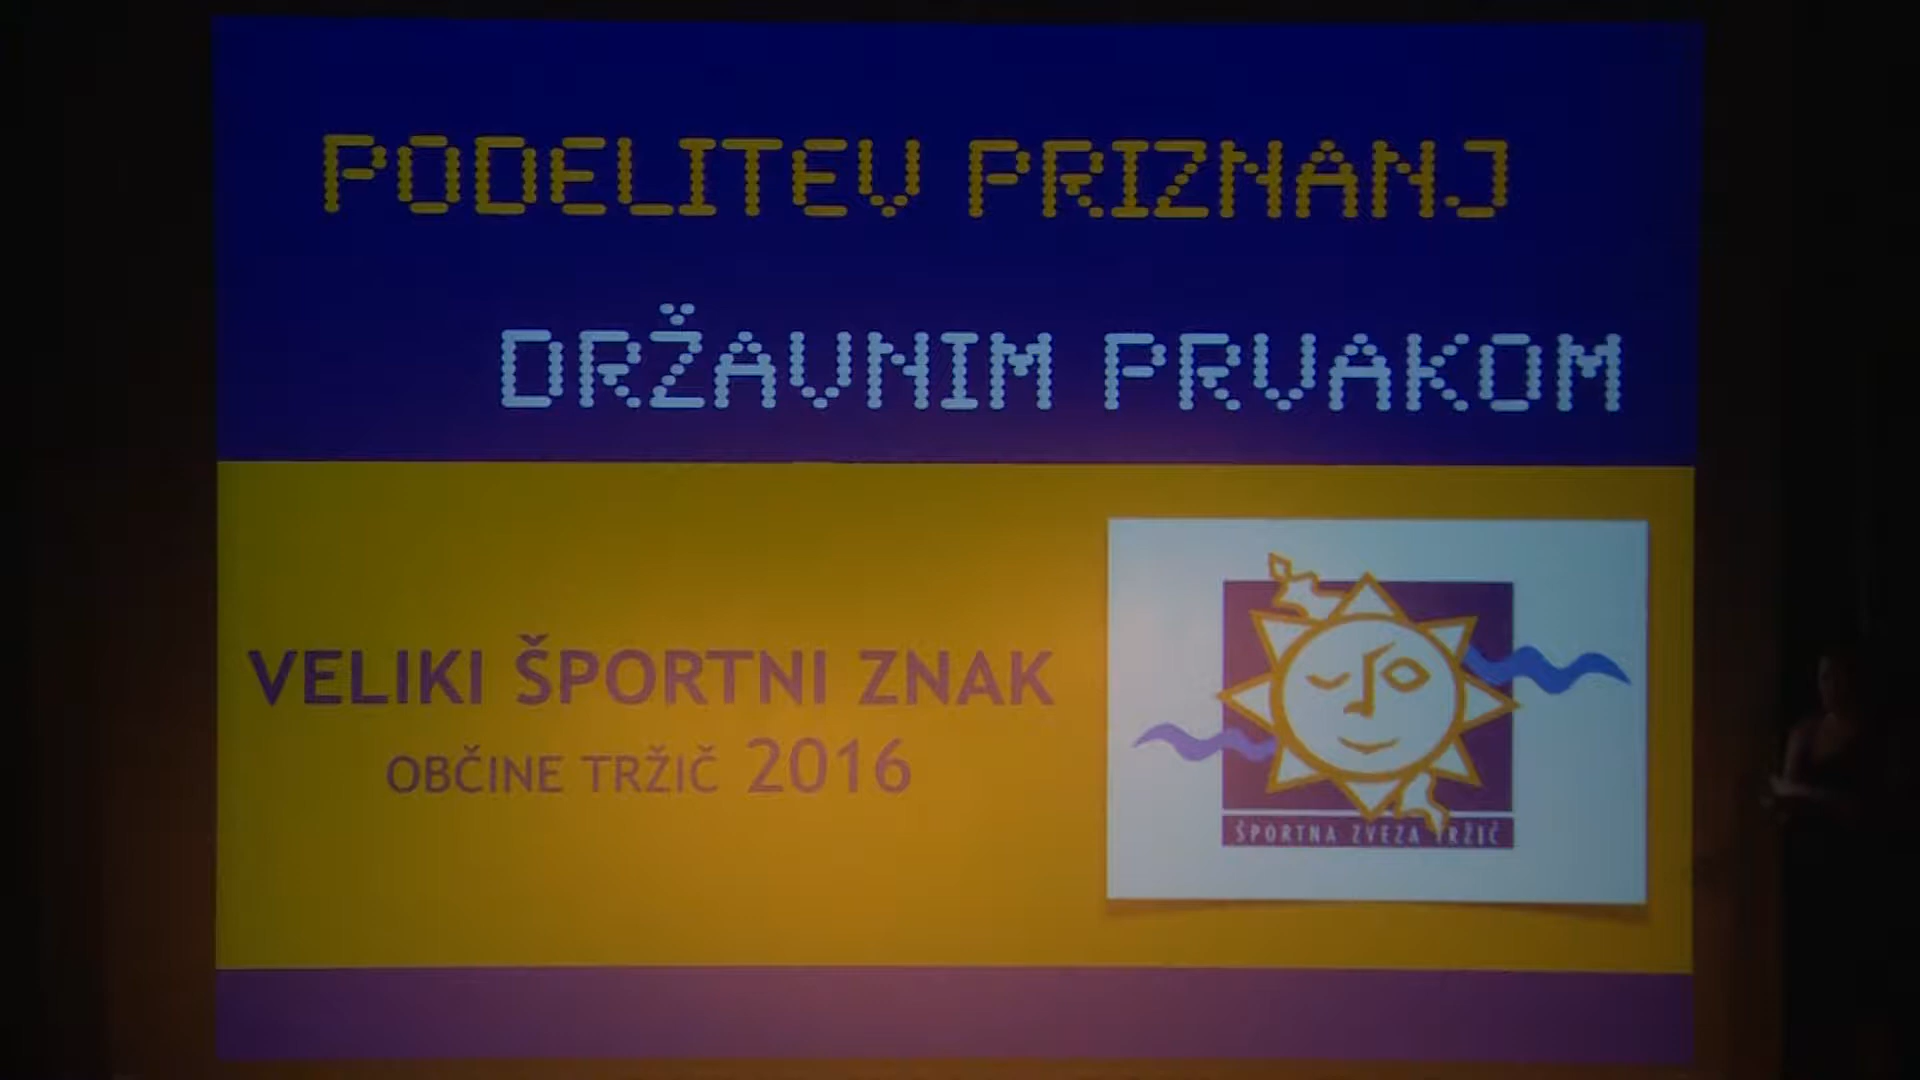 PODELITEV PRIZNANJ
DRŽAVNIM PRVAKOM
VELIKI ŠPORTNI ZNAK
OBČINE TRŽIČ 2016
ŠPORTNA ZVEZA TRŽIČ